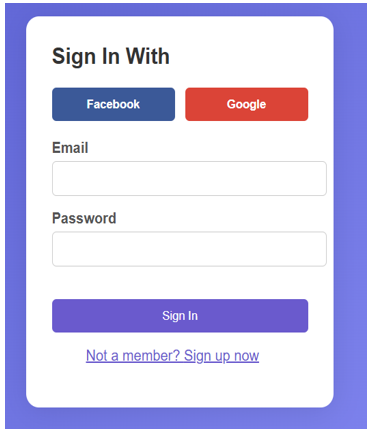 Sign In With
Facebook Google
Email
Password
Sign In
Not a member? Sign up now